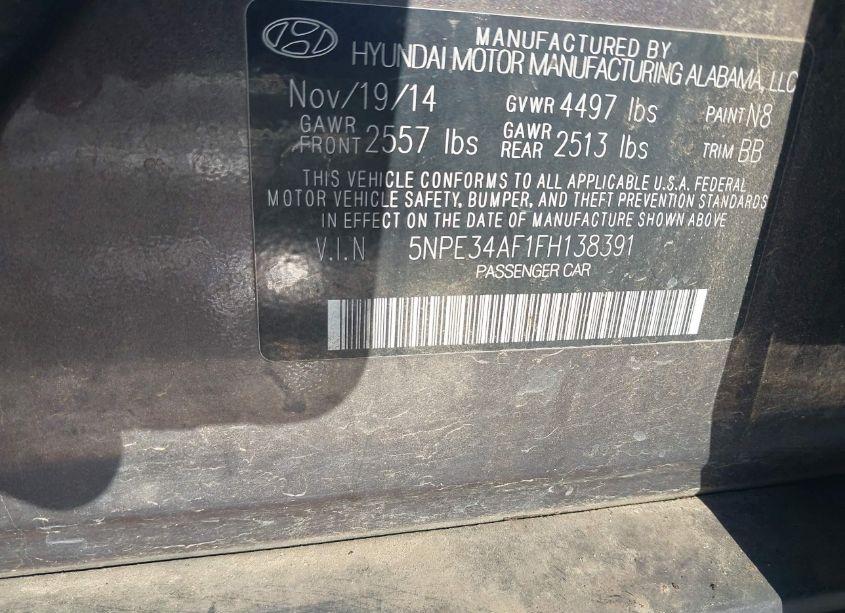 MANUFACTURED BY
HYUNDAI MOTOR MANUFACTURING ALABAMA, LLC
Nov/19/14 GVWR 4497 lbs PAINT N8
GAWR FRONT 2557 lbs GAWR REAR 2513 lbs TRIM BB
THIS VEHICLE CONFORMS TO ALL APPLICABLE U.S.A. FEDERAL
MOTOR VEHICLE SAFETY, BUMPER, AND THEFT PREVENTION STANDARDS
IN EFFECT ON THE DATE OF MANUFACTURE SHOWN ABOVE
V.I.N 5NPE34AF1FH138391
PASSENGER CAR